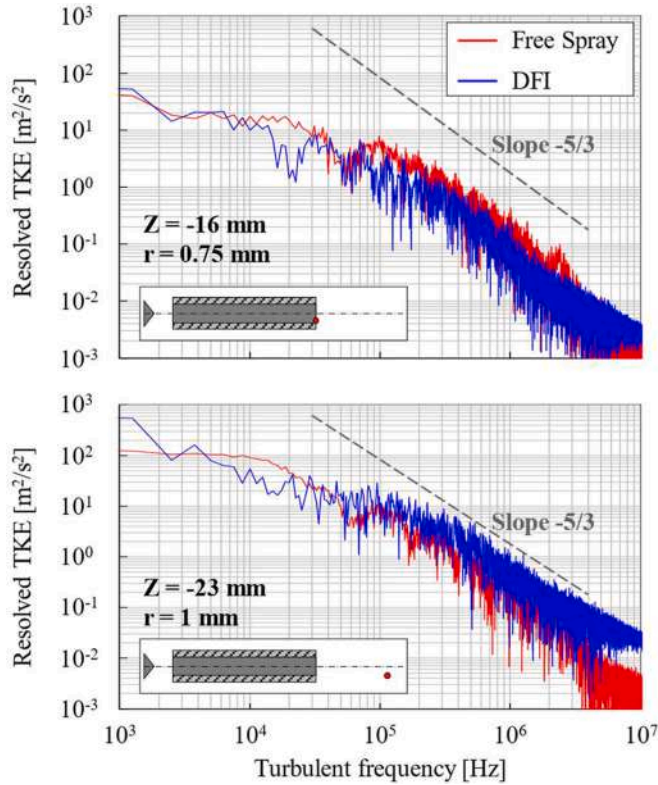 10³
Free Spray
DFI
10²
10¹
Slope -5/3
10⁰
Resolved TKE [m²/s²]
10⁻¹
Z = -16 mm
r = 0.75 mm
10⁻²
10⁻³
10³
10²
10¹
Slope -5/3
10⁰
Resolved TKE [m²/s²]
10⁻¹
Z = -23 mm
r = 1 mm
10⁻²
10⁻³
10³ 10⁴ 10⁵ 10⁶ 10⁷
Turbulent frequency [Hz]